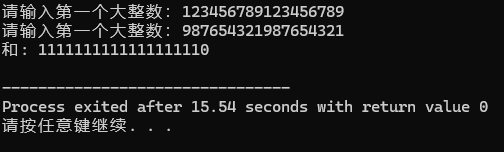 请输入第一个大整数: 123456789123456789
请输入第一个大整数: 987654321987654321
和: 1111111111111111110
--------------------------------
Process exited after 15.54 seconds with return value 0
请按任意键继续. . .